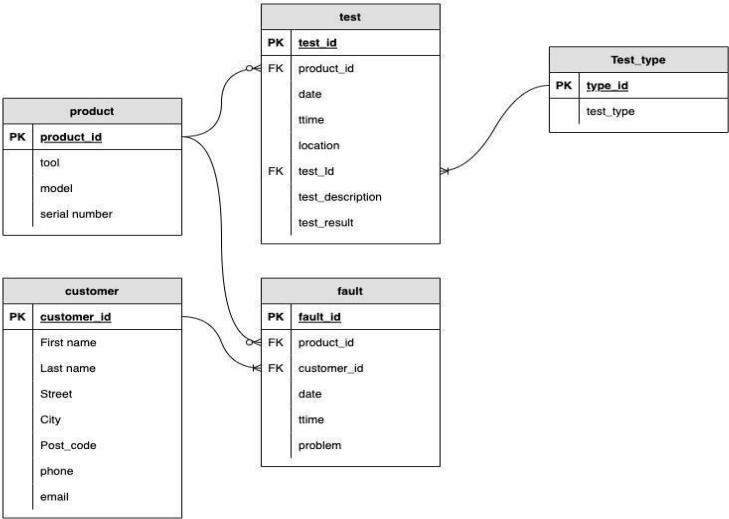 test
PK test_id
FK product_id
date
ttime
location
FK test_Id
test_description
test_result
Test_type
PK type_id
test_type
product
PK product_id
tool
model
serial number
customer
PK customer_id
First name
Last name
Street
City
Post_code
phone
email
fault
PK fault_id
FK product_id
FK customer_id
date
ttime
problem